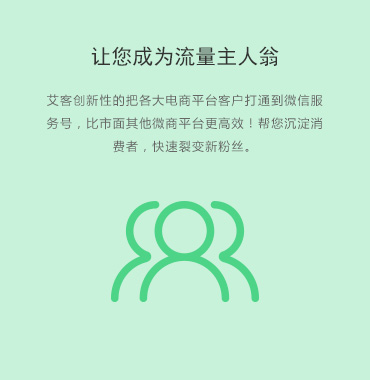 让您成为流量主人翁
艾客创新性的把各大电商平台客户打通到微信服
务号，比市面其他微商平台更高效！帮您沉淀消
费者，快速裂变新粉丝。